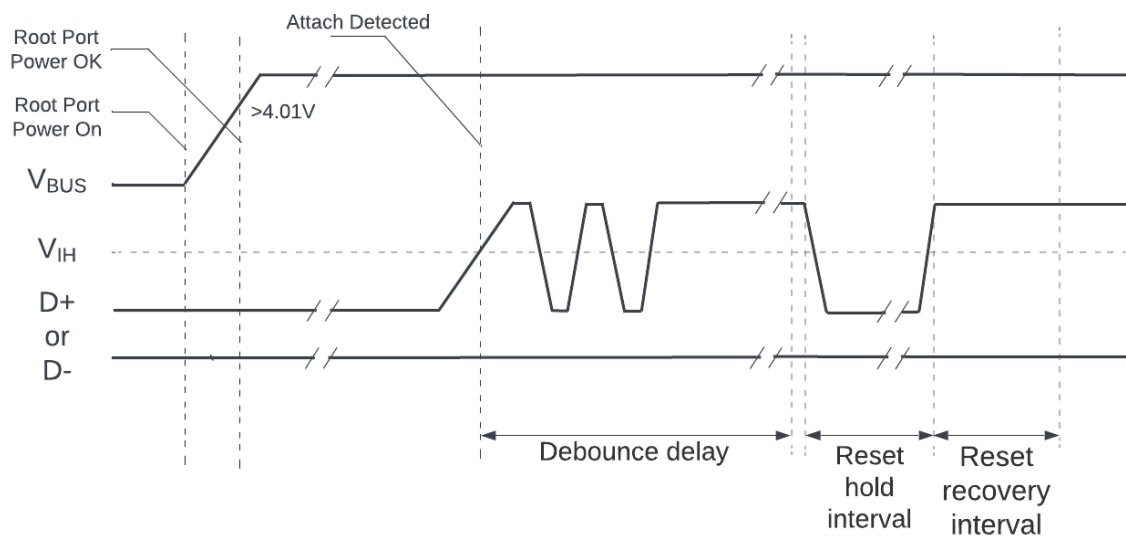 Attach Detected
Root Port
Power OK
>4.01V
Root Port
Power On
VBUS
VIH
D+
or
D-
Debounce delay
Reset
hold
interval
Reset
recovery
interval